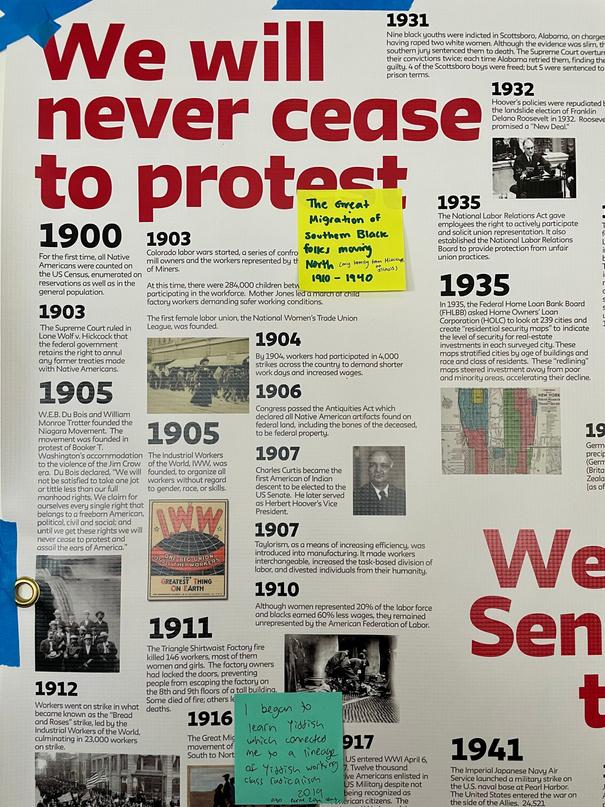 We will
never cease
to protest
1900
For the first time, all Native
Americans were counted on
the US Census, enumerated on
reservations as well as in the
general population.
1903
The Supreme Court ruled in
Lone Wolf v. Hickcock that
the federal government
retains the right to annul
any former treaties made
with Native Americans.
1905
W.E.B. Du Bois and William
Monroe Trotter founded the
Niagara Movement. The
movement was founded in
protest of Booker T.
Washington's accommodation
to the violence of the Jim Crow
era. Du Bois declared, "We will
not be satisfied to take one jot
or tittle less than our full
manhood rights. We claim for
ourselves every single right that
belongs to a freeborn American,
political, civil and social; and
until we get these rights we will
never cease to protest and
assail the ears of America."
1912
Workers went on strike in what
became known as the "Bread
and Roses" strike, led by the
Industrial Workers of the World,
culminating in 23,000 workers
on strike.
1903
Colorado labor wars started, a series of
mill owners and the workers represented by
of Miners.
At this time, there were 284,000 children
participating in the workforce. Mother Jones led a march of child
factory workers demanding safer working conditions.
The first female labor union, the National Women's Trade Union
League, was founded.
1905
The Industrial Workers
of the World, IWW, was
founded, to organize all
workers without regard
to gender, race, or skills.
IWW
GREATEST THING
ON EARTH
1911
The Triangle Shirtwaist Factory fire
killed 146 workers, most of them
women and girls. The factory owners
had locked the doors, preventing
people from escaping the factory on
the 8th and 9th floors of a tall building.
Some died of fire; others
deaths.
1916
The Great
movement of
South to
1904
By 1904, workers had participated in 4,000
strikes across the country to demand shorter
work days and increased wages.
1906
Congress passed the Antiquities Act which
declared all Native American artifacts found on
federal land, including the bones of the deceased,
to be federal property.
1907
Charles Curtis became the
first American of Indian
descent to be elected to the
US Senate. He later served
as Herbert Hoover's Vice
President.
1907
Taylorism, as a means of increasing efficiency, was
introduced into manufacturing. It made workers
interchangeable, increased the task-based division of
labor, and divested individuals from their humanity.
1910
Although women represented 20% of the labor force
and blacks earned 60% less wages, they remained
unrepresented by the American Federation of Labor.
917
US entered WWI April 6,
Twelve thousand
Americans enlisted in
US Military despite not
being recognized as
citizens. The
The Great
Migration of
Southern Black
folks moving
North
1910 - 1940
I began to
learn Yiddish
which connected
me to a lineage
of Yiddish working
class radicalism
2019
1931
Nine black youths were indicted in Scottsboro, Alabama, on charges
having raped two white women. Although the evidence was slim, the
southern jury sentenced them to death. The Supreme Court overturned
their convictions twice; each time Alabama retried them, finding them
guilty. 4 of the Scottsboro boys were freed; but 5 were sentenced to
prison terms.
1932
Hoover's policies were repudiated by
the landslide election of Franklin
Delano Roosevelt in 1932. Roosevelt
promised a "New Deal."
1935
The National Labor Relations Act gave
employees the right to actively participate
and solicit union representation. It also
established the National Labor Relations
Board to provide protection from unfair
union practices.
1935
In 1935, the Federal Home Loan Bank Board
(FHLBB) asked Home Owners' Loan
Corporation (HOLC) to look at 239 cities and
create "residential security maps" to indicate
the level of security for real-estate
investments in each surveyed city. These
maps stratified cities by age of buildings and
race and class of residents. These "redlining"
maps steered investment away from poor
and minority areas, accelerating their decline.
NEW YORK
19
Germ
precip
(Germ
(Brita
Zeala
(as of
We
Sen
t
1941
The Imperial Japanese Navy Air
Service launched a military strike on
the U.S. naval base at Pearl Harbor.
The United States entered the war on
the side of the Allies. 24,523